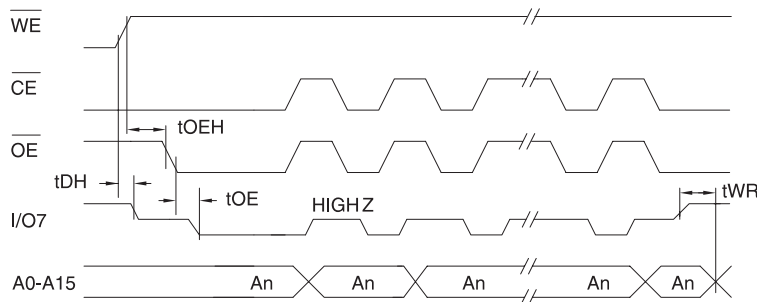 WE
CE
tOEH
OE
tDH
tOE
tWR
I/O7
HIGH Z
A0-A15 An An An An An